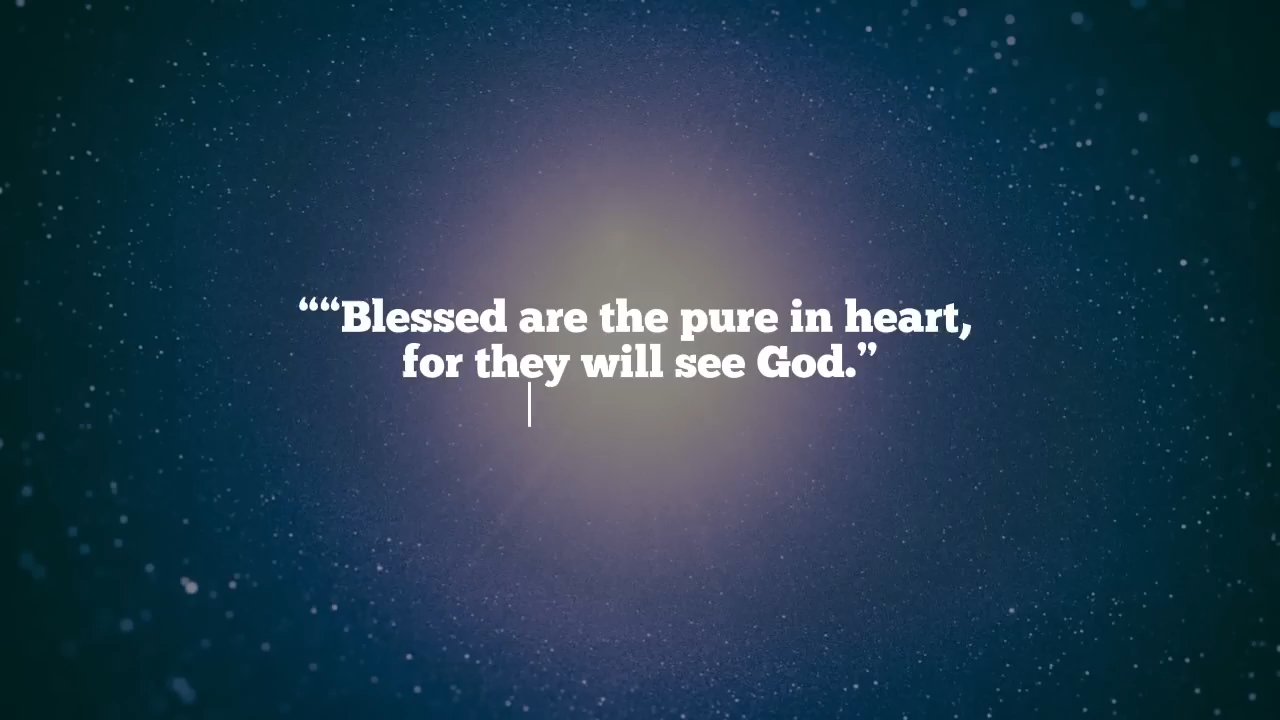 ““Blessed are the pure in heart,
for they will see God.”